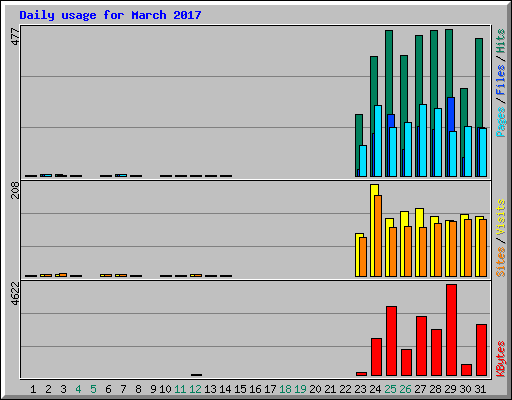 Daily usage for March 2017
477
Pages / Files / Hits
208
Sites / Visits
4622
KBytes
1 2 3 4 5 6 7 8 9 10 11 12 13 14 15 16 17 18 19 20 21 22 23 24 25 26 27 28 29 30 31